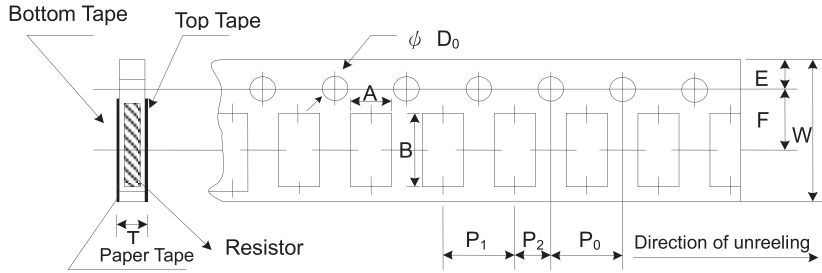 Bottom Tape
Top Tape
ϕ D₀
E
A
F
W
B
T
P₁
P₂
P₀
Direction of unreeling
Paper Tape
Resistor